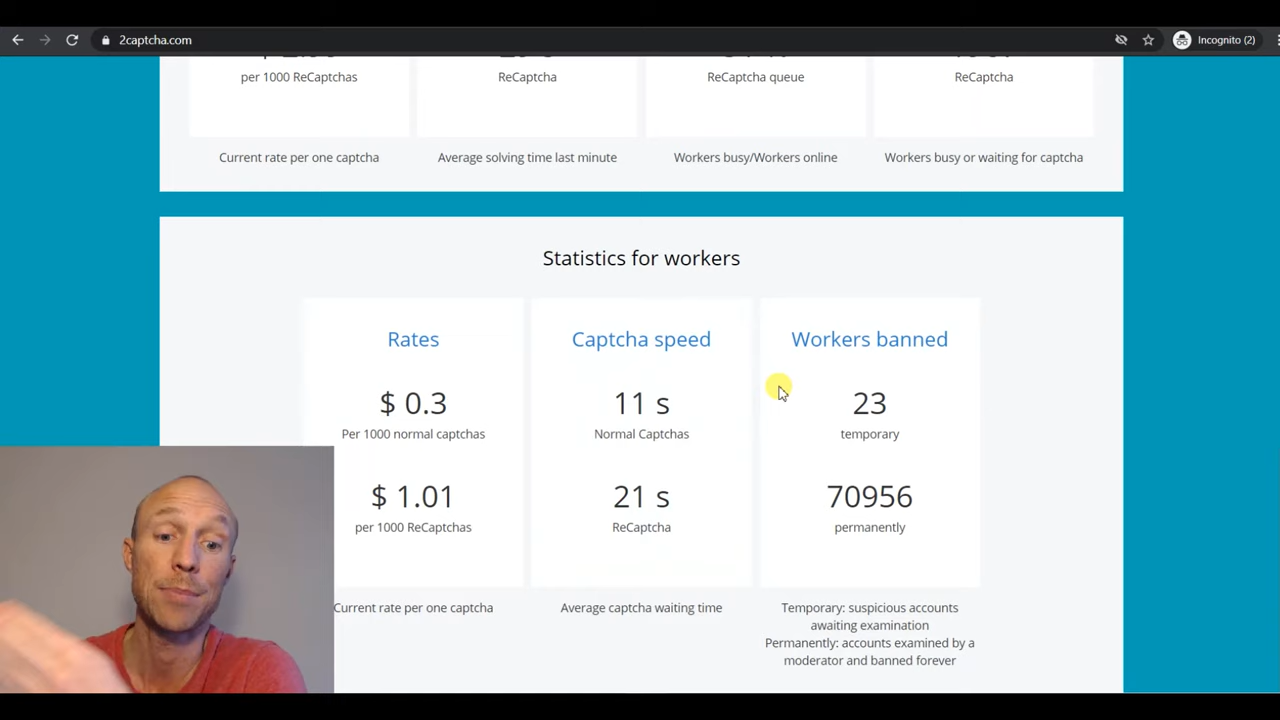 2captcha.com
Incognito (2)
per 1000 ReCaptchas
ReCaptcha
ReCaptcha queue
ReCaptcha
Current rate per one captcha
Average solving time last minute
Workers busy/Workers online
Workers busy or waiting for captcha
Statistics for workers
Rates
Captcha speed
Workers banned
$ 0.3
11 s
23
Per 1000 normal captchas
Normal Captchas
temporary
$ 1.01
21 s
70956
per 1000 ReCaptchas
ReCaptcha
permanently
Current rate per one captcha
Average captcha waiting time
Temporary: suspicious accounts
awaiting examination
Permanently: accounts examined by a
moderator and banned forever